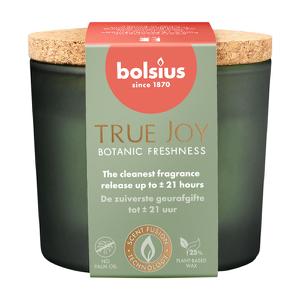 bolsius
since 1870
TRUE JOY
BOTANIC FRESHNESS
The cleanest fragrance
release up to ± 21 hours
De zuiverste geurafgifte
tot ± 21 uur
SCENT FUSION
TECHNOLOGY
NO
PALM OIL
±25%
PLANT-BASED
WAX